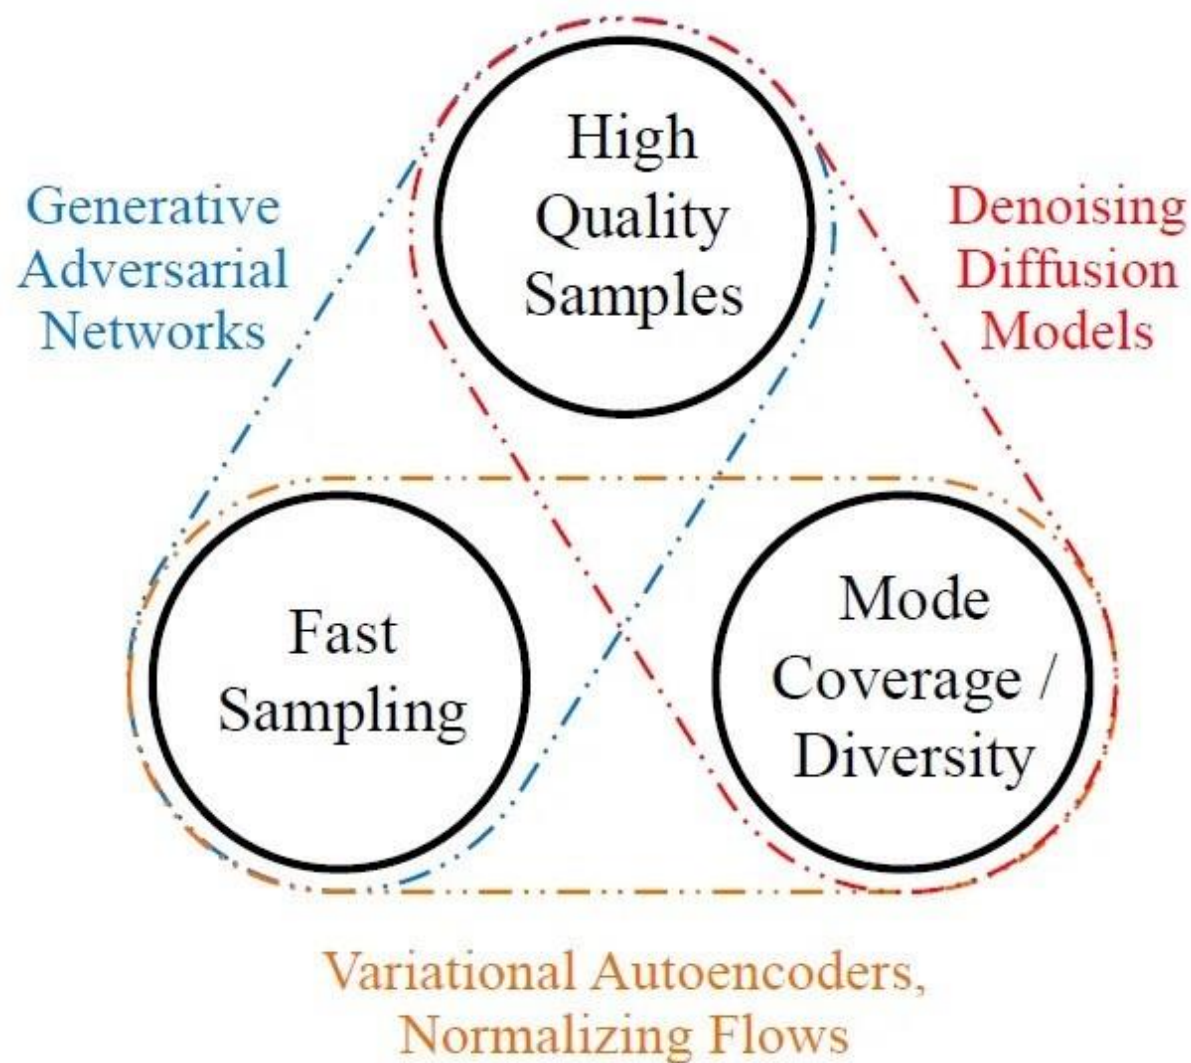 High
Quality
Samples
Generative
Adversarial
Networks
Denoising
Diffusion
Models
Fast
Sampling
Mode
Coverage /
Diversity
Variational Autoencoders,
Normalizing Flows